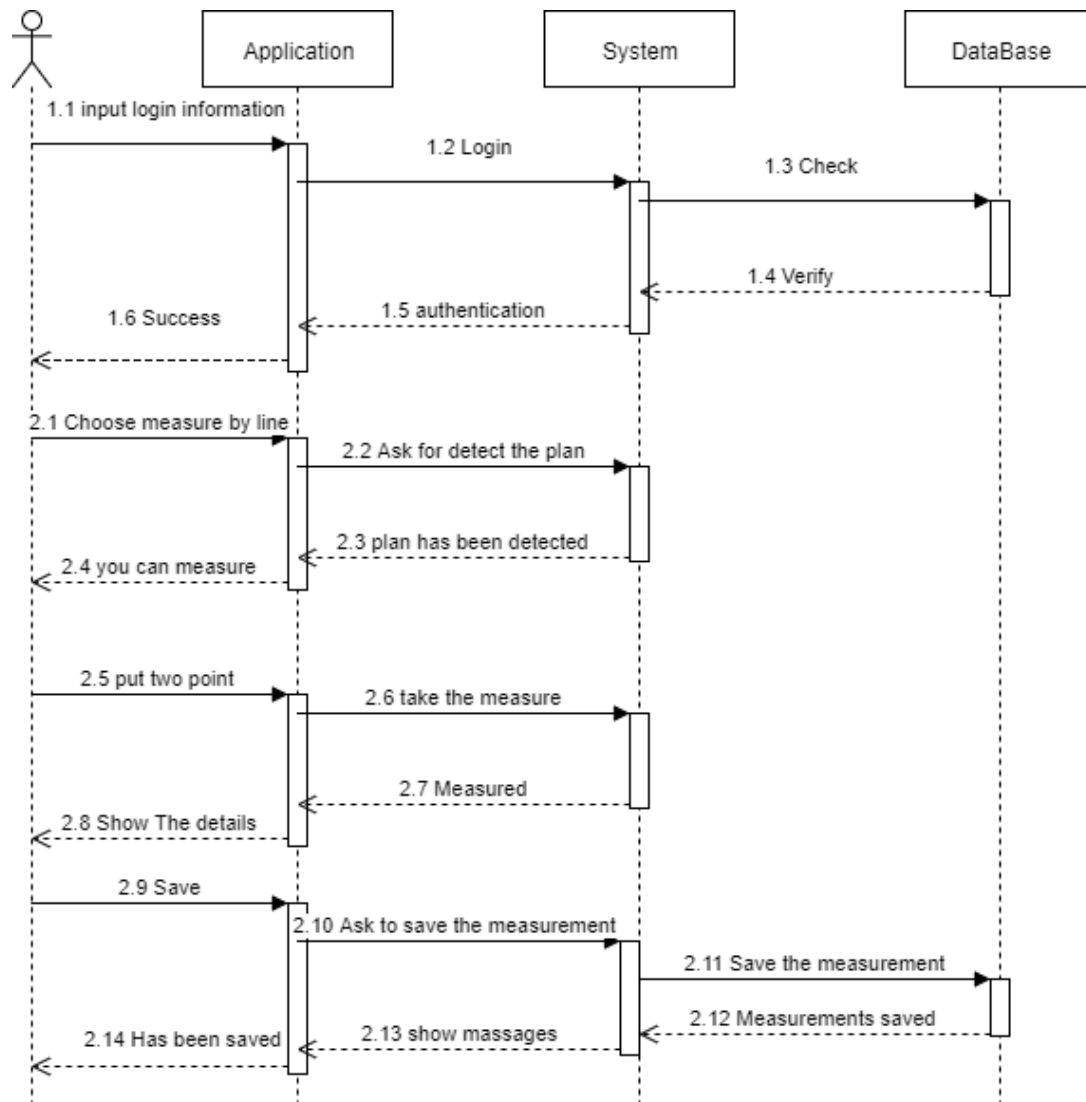 Application
System
DataBase
1.1 input login information
1.2 Login
1.3 Check
1.4 Verify
1.5 authentication
1.6 Success
2.1 Choose measure by line
2.2 Ask for detect the plan
2.3 plan has been detected
2.4 you can measure
2.5 put two point
2.6 take the measure
2.7 Measured
2.8 Show The details
2.9 Save
2.10 Ask to save the measurement
2.11 Save the measurement
2.12 Measurements saved
2.13 show massages
2.14 Has been saved